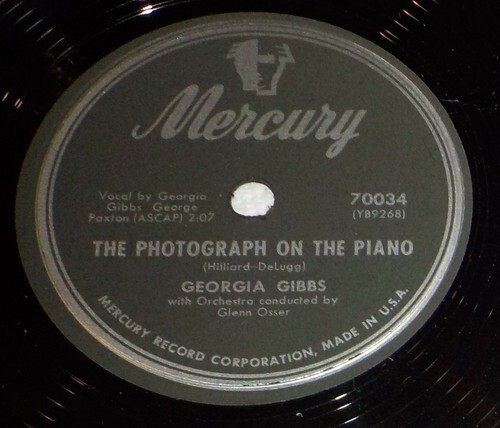 Mercury
Vocal by Georgia
Gibbs George
Paxton (ASCAP) 2:07
70034
(YB9268)
THE PHOTOGRAPH ON THE PIANO
(Hilliard-DeLugg)
GEORGIA GIBBS
with Orchestra conducted by
Glenn Osser
MERCURY RECORD CORPORATION, MADE IN U.S.A.